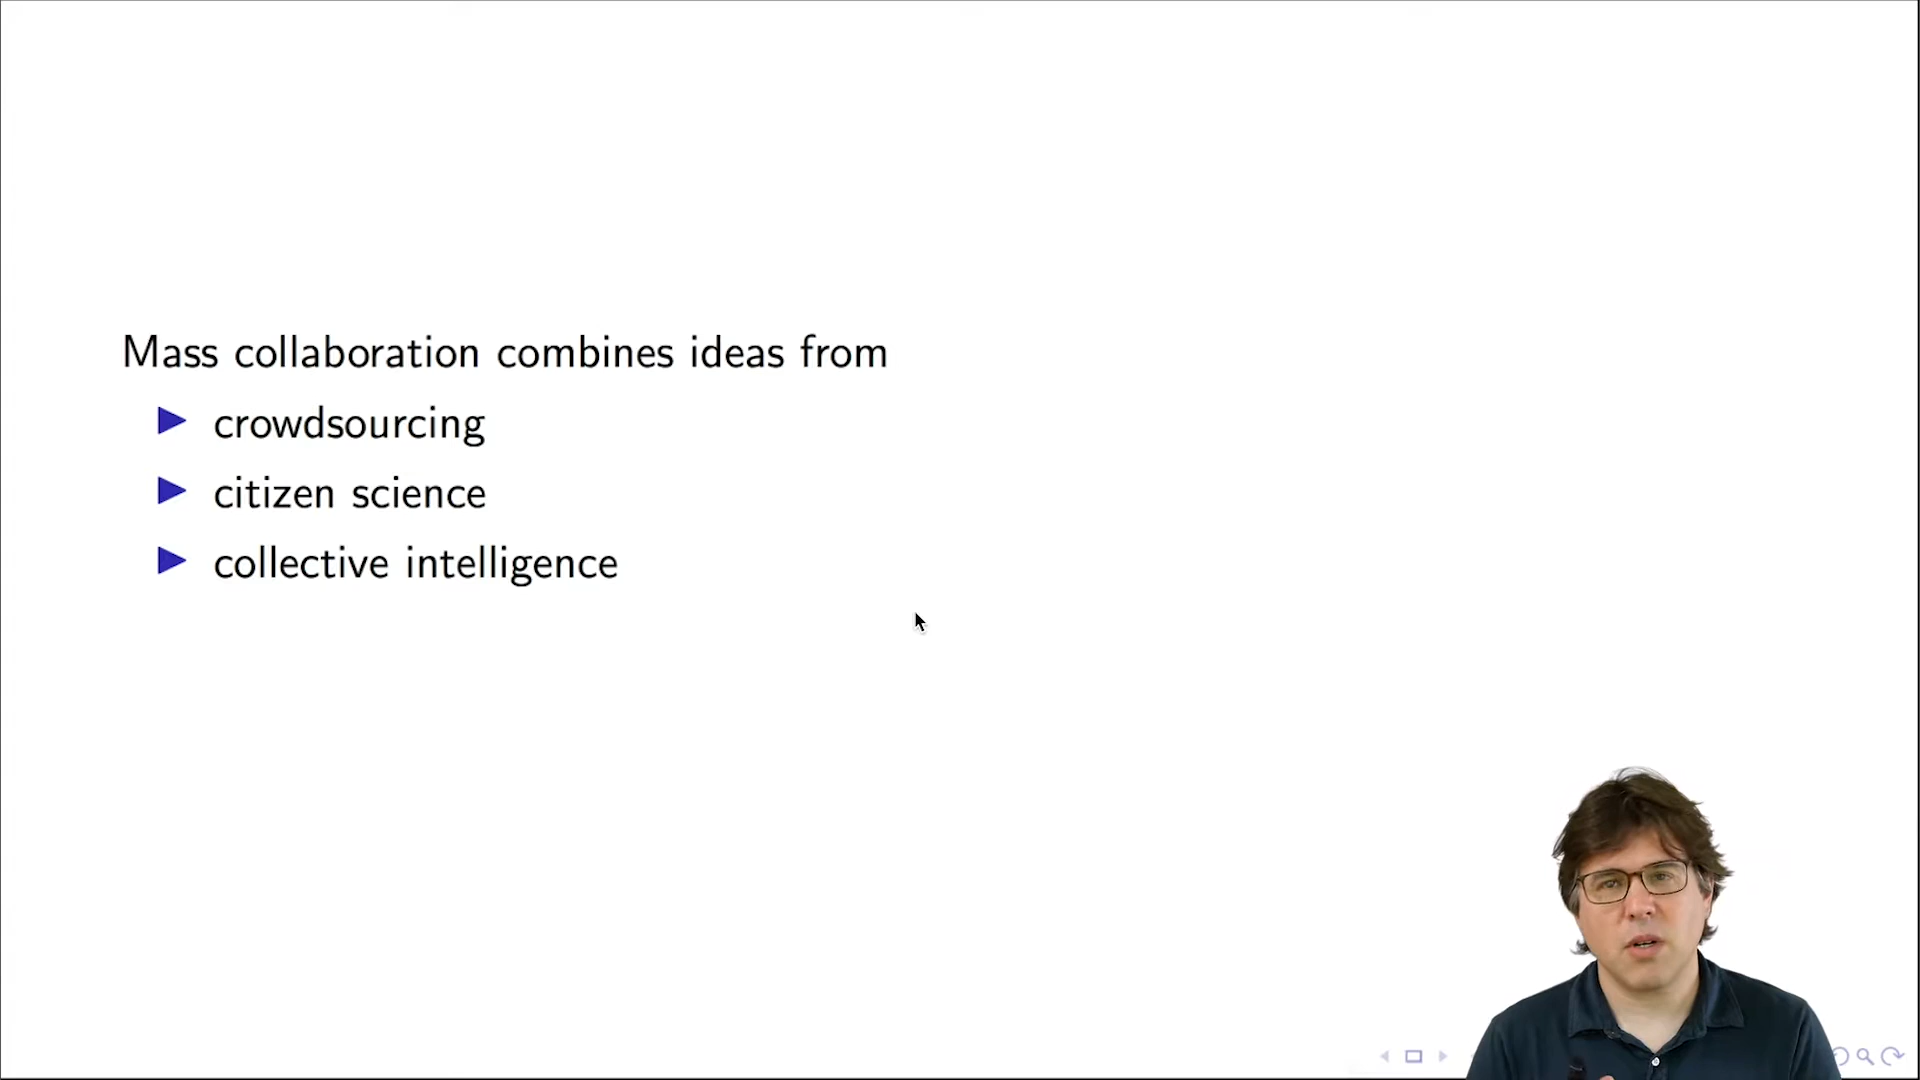 Mass collaboration combines ideas from
crowdsourcing
citizen science
collective intelligence